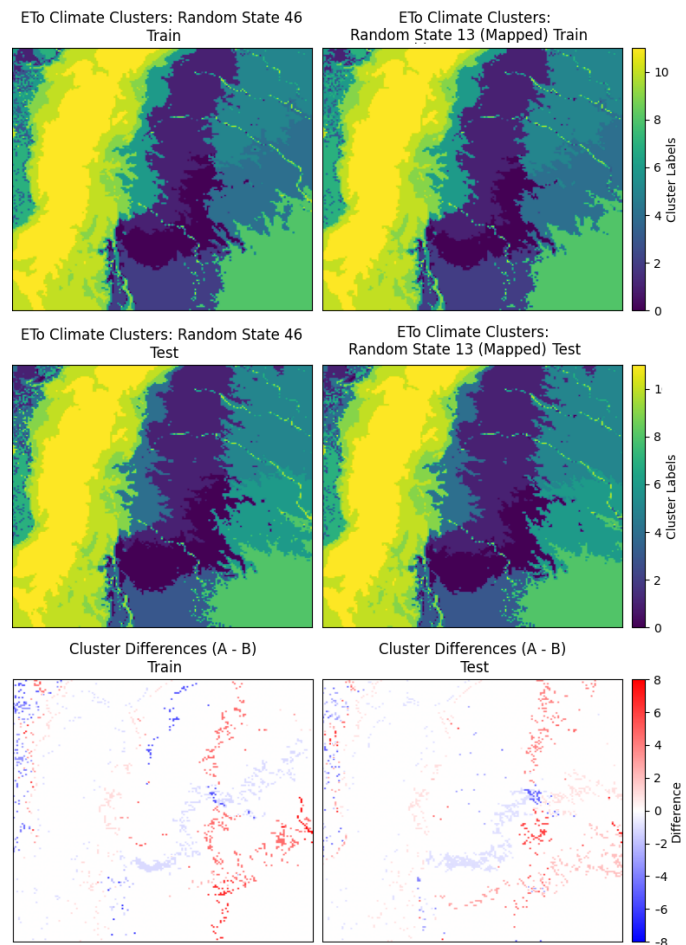 ETo Climate Clusters: Random State 46
Train
ETo Climate Clusters:
Random State 13 (Mapped) Train
10
8
6
4
2
0
Cluster Labels
ETo Climate Clusters: Random State 46
Test
ETo Climate Clusters:
Random State 13 (Mapped) Test
1
8
6
4
2
0
Cluster Labels
Cluster Differences (A - B)
Train
Cluster Differences (A - B)
Test
8
6
4
2
0
-2
-4
-6
-8
Difference